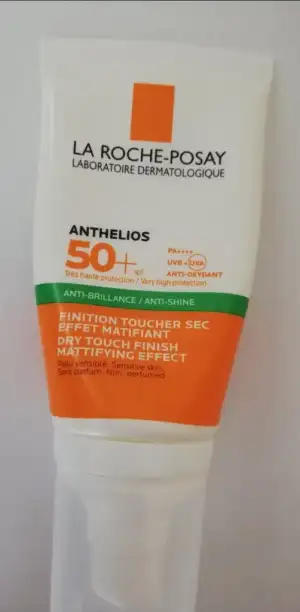 LA ROCHE-POSAY
LABORATOIRE DERMATOLOGIQUE
ANTHELIOS
50+ SPF
Très haute protection / Very high protection
PA++++
UVB + UVA
ANTI-OXYDANT
ANTI-BRILLANCE / ANTI-SHINE
FINITION TOUCHER SEC
EFFET MATIFIANT
DRY TOUCH FINISH
MATTIFYING EFFECT
Peau sensible. Sensitive skin.
Sans parfum. Non-perfumed.